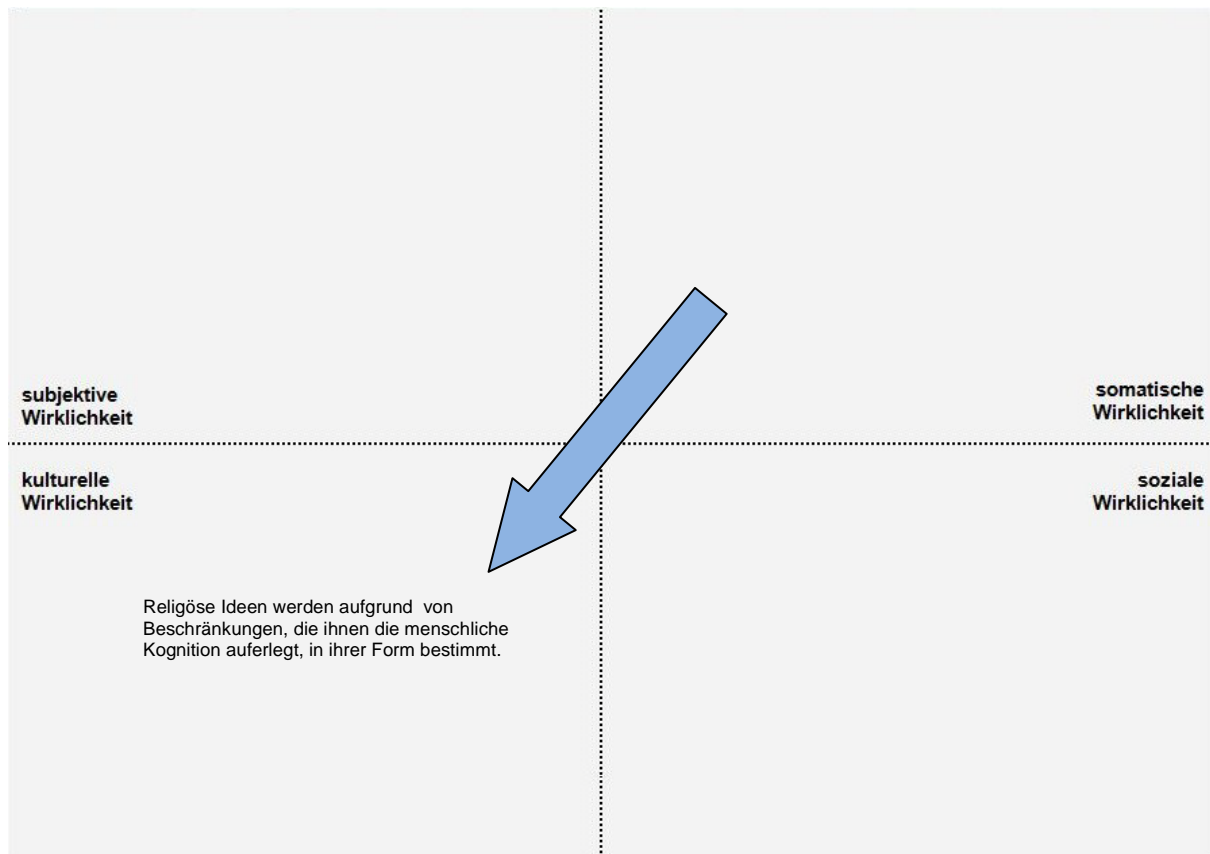 subjektive
Wirklichkeit
somatische
Wirklichkeit
kulturelle
Wirklichkeit
soziale
Wirklichkeit
Religöse Ideen werden aufgrund  von
Beschränkungen, die ihnen die menschliche
Kognition auferlegt, in ihrer Form bestimmt.